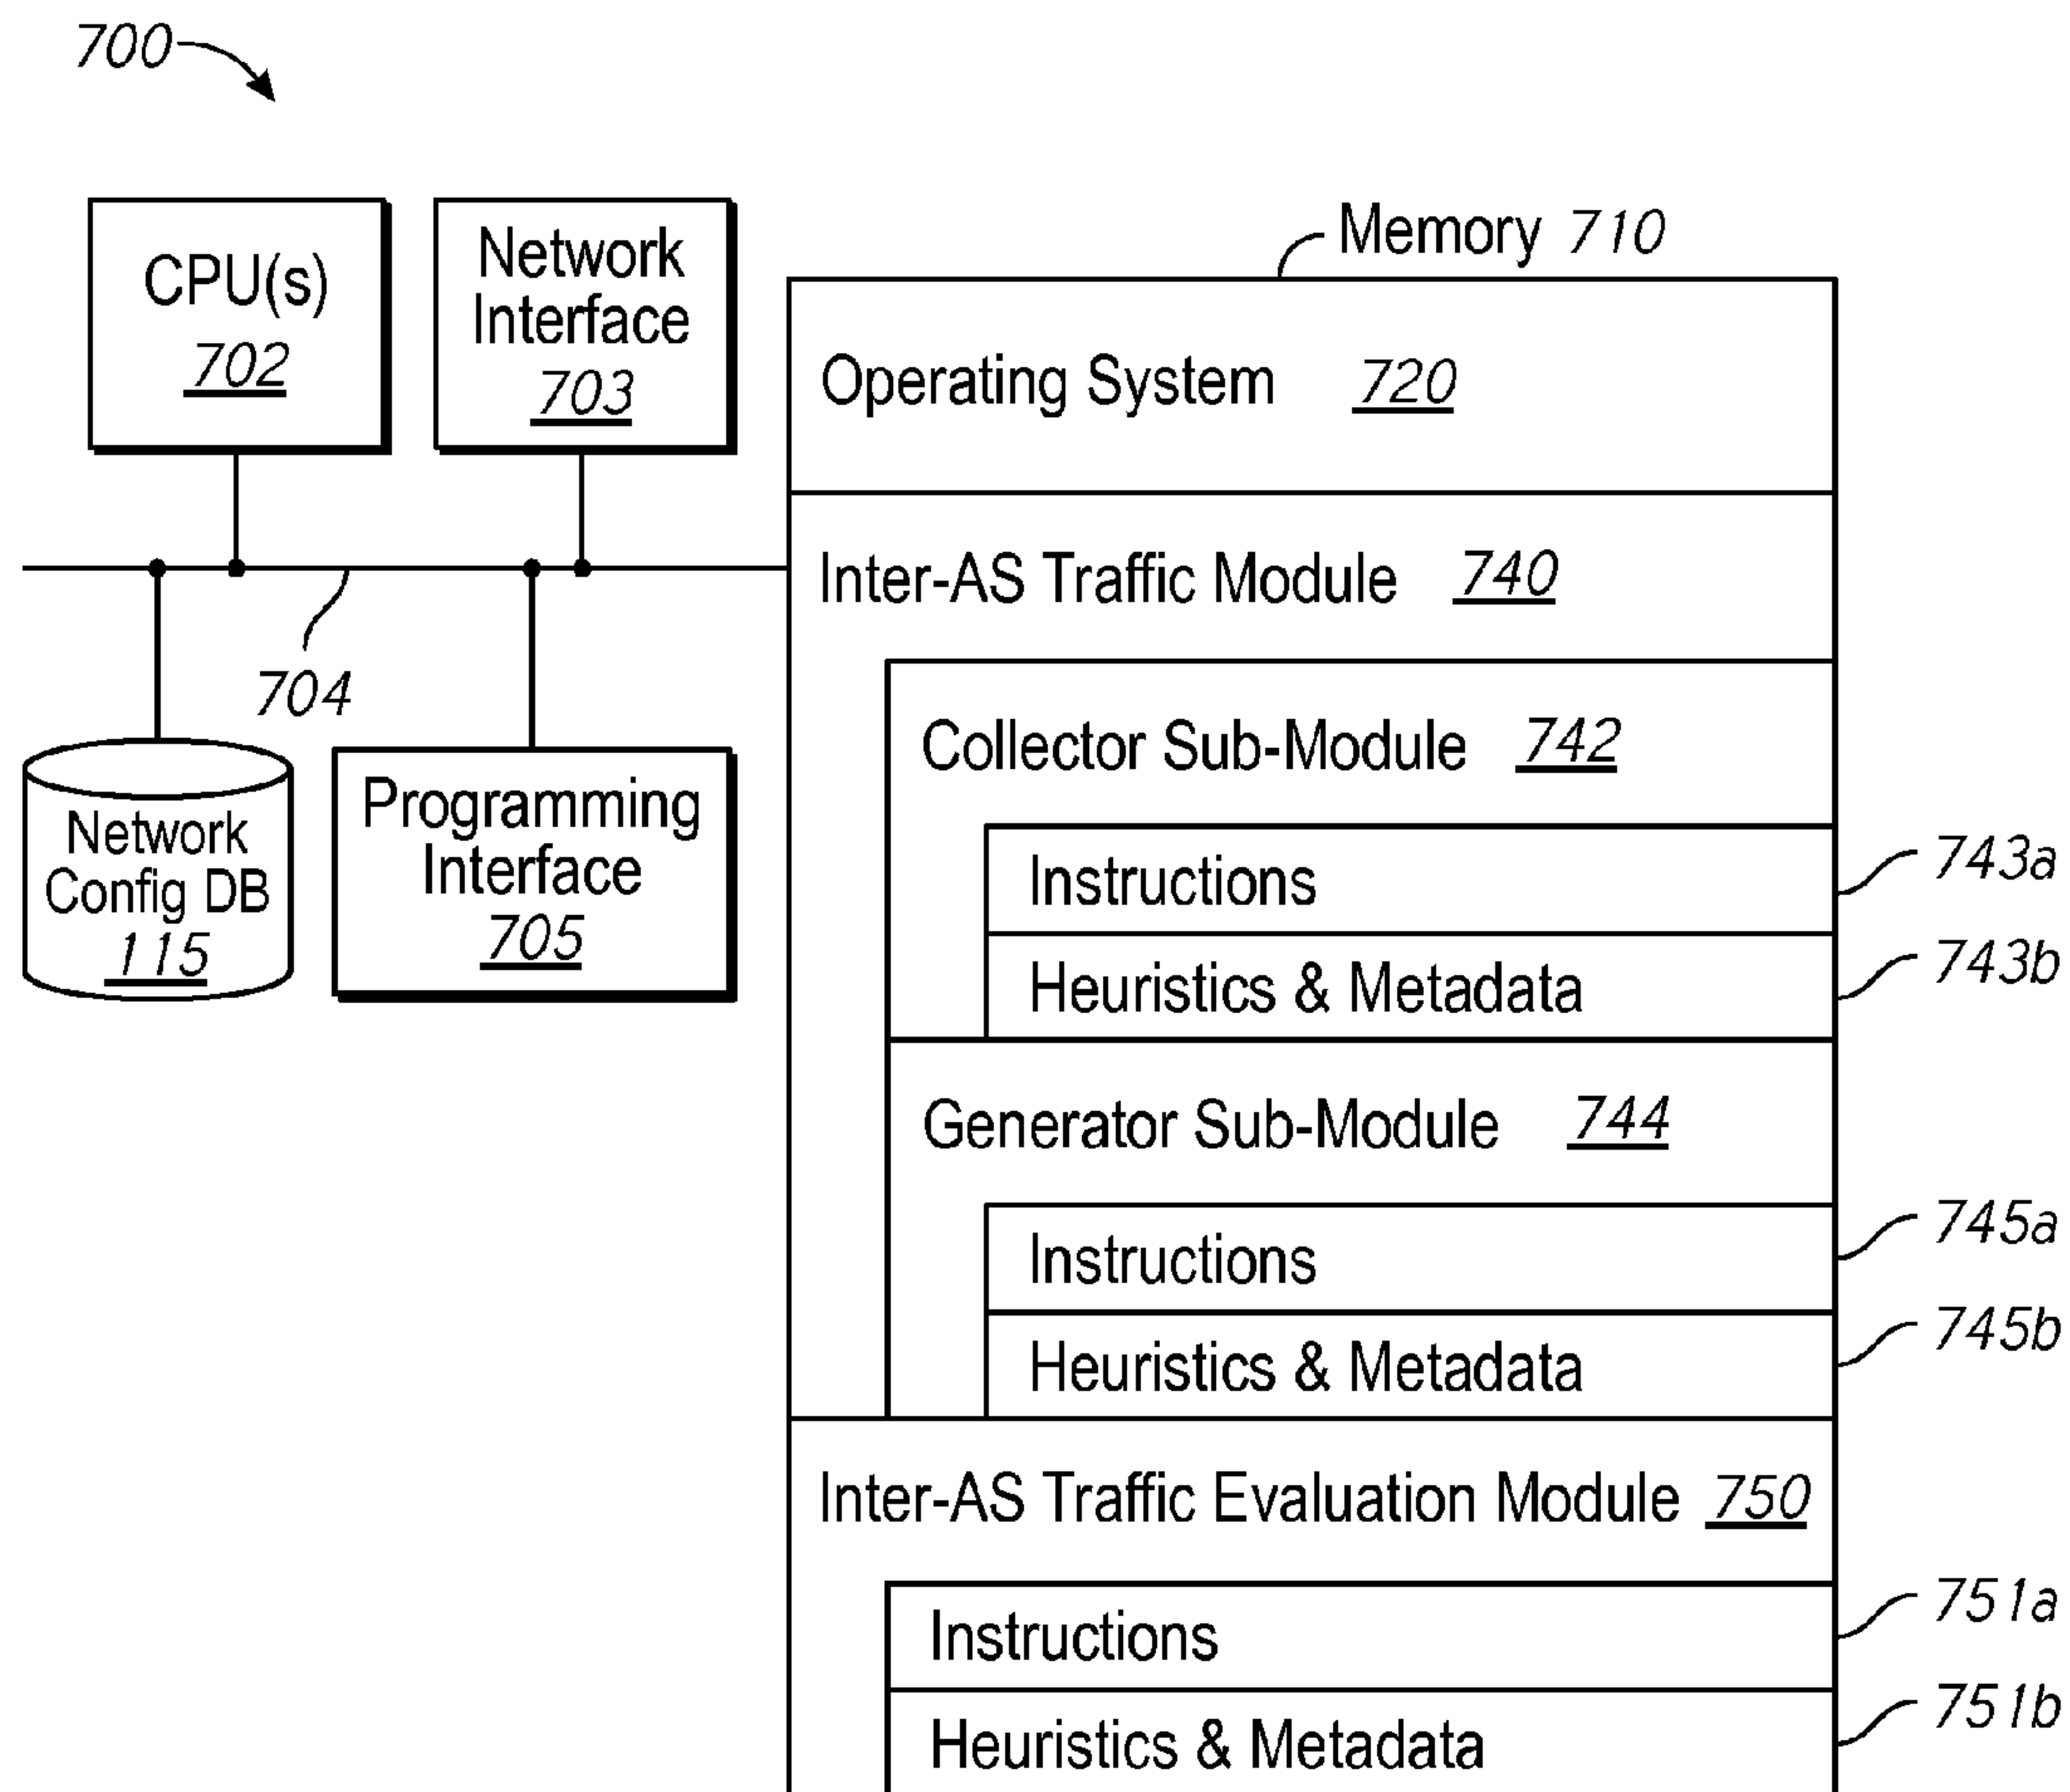 700
CPU(s)
702
Network
Interface
703
Memory 710
Operating System 720
Inter-AS Traffic Module 740
704
Collector Sub-Module 742
Network
Config DB
115
Programming
Interface
705
Instructions 743a
Heuristics & Metadata 743b
Generator Sub-Module 744
Instructions 745a
Heuristics & Metadata 745b
Inter-AS Traffic Evaluation Module 750
Instructions 751a
Heuristics & Metadata 751b